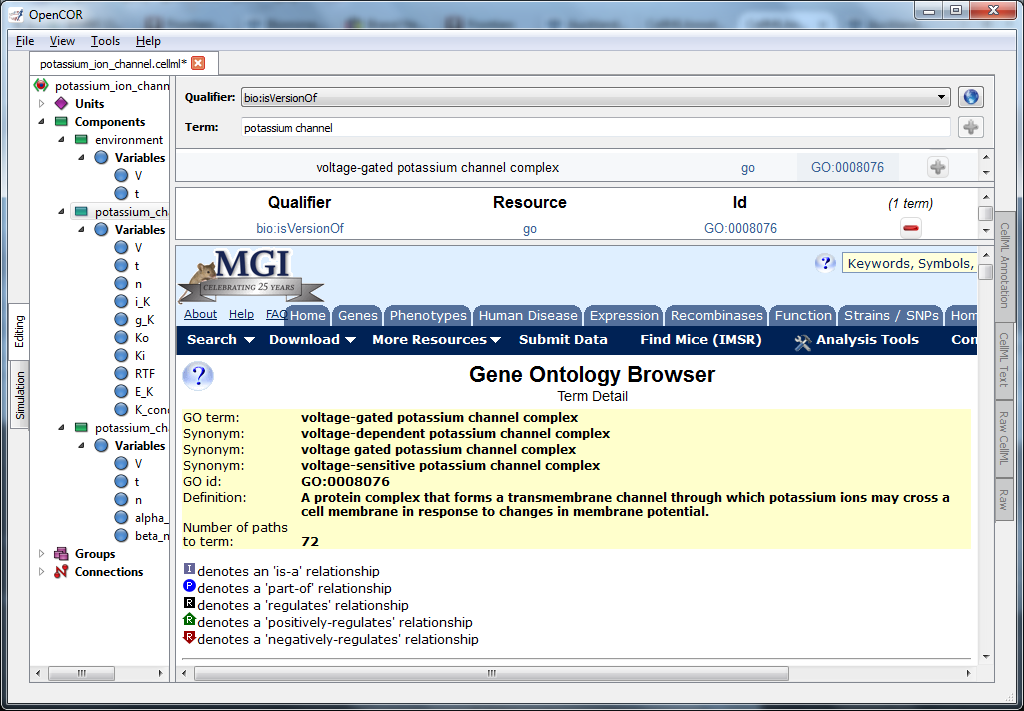 OpenCOR
File View Tools Help
potassium_ion_channel.cellml*
potassium_ion_chann
Units
Components
environment
Variables
V
t
potassium_cha
Variables
V
t
n
i_K
g_K
Ko
Ki
RTF
E_K
K_conc
potassium_cha
Variables
V
t
n
alpha_
beta_n
Groups
Connections
Editing
Simulation
Qualifier: bio:isVersionOf
Term: potassium channel
voltage-gated potassium channel complex go GO:0008076
Qualifier Resource Id (1 term)
bio:isVersionOf go GO:0008076
MGI
CELEBRATING 25 YEARS
? Keywords, Symbols,
About Help FAQ
Home Genes Phenotypes Human Disease Expression Recombinases Function Strains / SNPs Hom
Search Download More Resources Submit Data Find Mice (IMSR) Analysis Tools Con
?
Gene Ontology Browser
Term Detail
GO term: voltage-gated potassium channel complex
Synonym: voltage-dependent potassium channel complex
Synonym: voltage gated potassium channel complex
Synonym: voltage-sensitive potassium channel complex
GO id: GO:0008076
Definition: A protein complex that forms a transmembrane channel through which potassium ions may cross a
cell membrane in response to changes in membrane potential.
Number of paths
to term: 72
I denotes an 'is-a' relationship
P denotes a 'part-of' relationship
R denotes a 'regulates' relationship
R denotes a 'positively-regulates' relationship
R denotes a 'negatively-regulates' relationship
CellML Annotation
CellML Text
Raw CellML
Raw